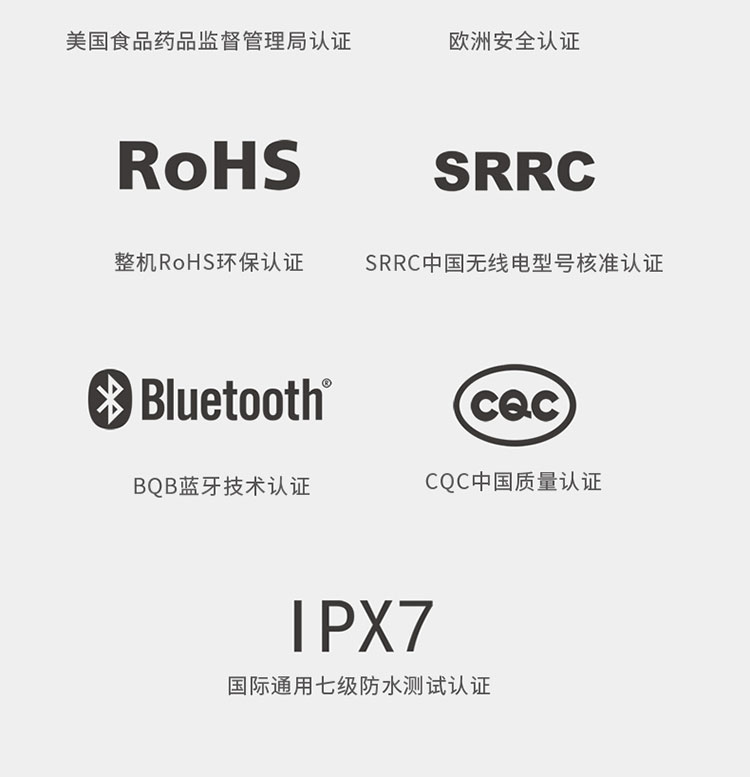 美国食品药品监督管理局认证
欧洲安全认证
RoHS
SRRC
整机RoHS环保认证
SRRC中国无线电型号核准认证
Bluetooth®
CQC
BQB蓝牙技术认证
CQC中国质量认证
IPX7
国际通用七级防水测试认证